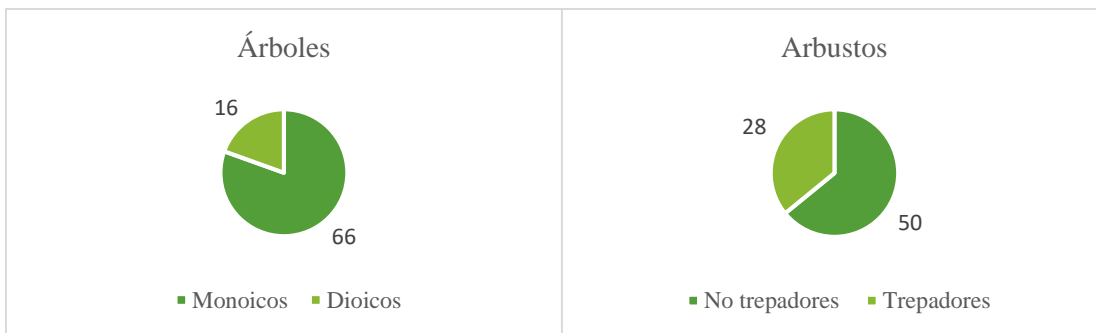 Árboles
16
66
Monoicos Dioicos
Arbustos
28
50
No trepadores Trepadores